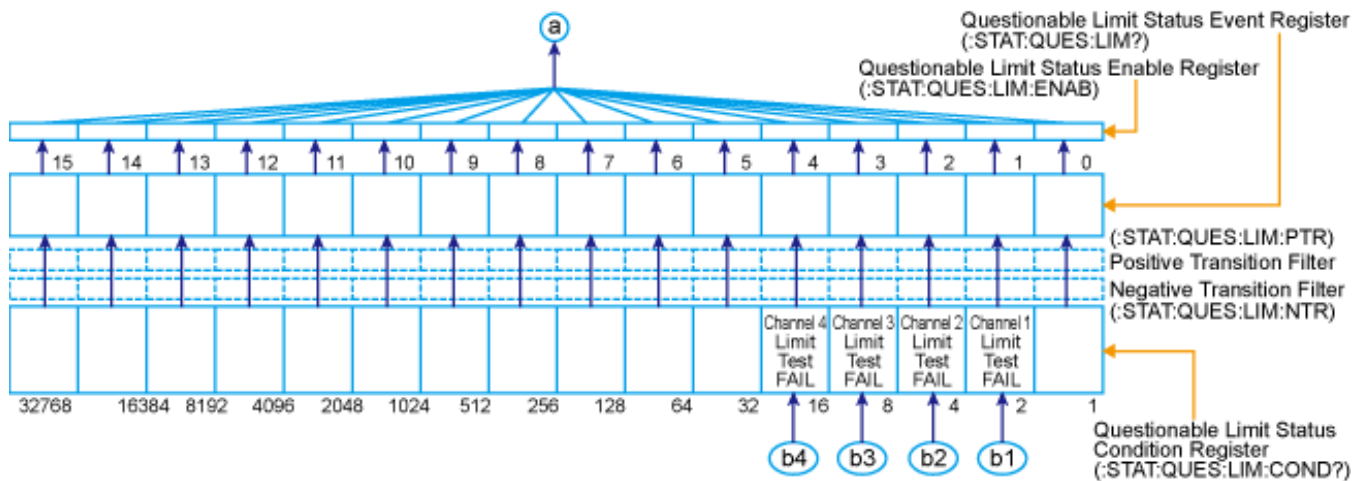 a
Questionable Limit Status Event Register
(:STAT:QUES:LIM?)
Questionable Limit Status Enable Register
(:STAT:QUES:LIM:ENAB)
15 14 13 12 11 10 9 8 7 6 5 4 3 2 1 0
(:STAT:QUES:LIM:PTR)
Positive Transition Filter
Negative Transition Filter
(:STAT:QUES:LIM:NTR)
Channel 4 Channel 3 Channel 2 Channel 1
Limit Limit Limit Limit
Test Test Test Test
FAIL FAIL FAIL FAIL
32768 16384 8192 4096 2048 1024 512 256 128 64 32 16 8 4 2 1
b4 b3 b2 b1
Questionable Limit Status
Condition Register
(:STAT:QUES:LIM:COND?)